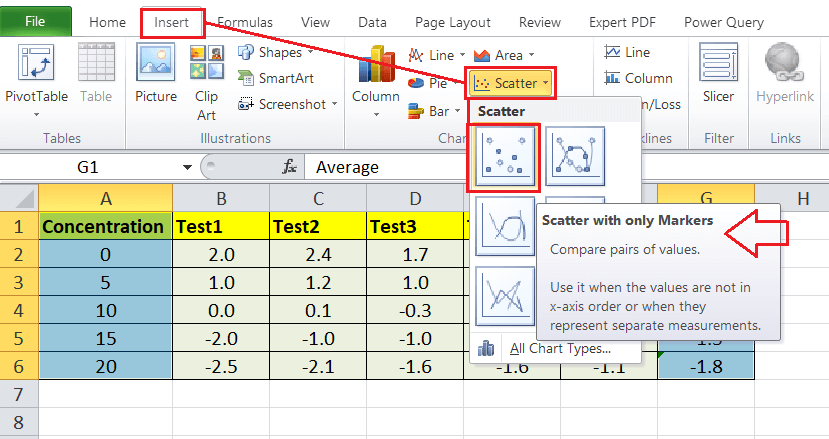 File Home Insert Formulas View Data Page Layout Review Expert PDF Power Query
PivotTable Table Picture Clip Art Shapes SmartArt Screenshot Column Line Pie Bar Area Scatter Line Column n/Loss Slicer Hyperlink
Tables Illustrations Char klines Filter Links
Scatter
G1 fx Average
A B C D G H
1 Concentration Test1 Test2 Test3
2 0 2.0 2.4 1.7
3 5 1.0 1.2 1.0
4 10 0.0 0.1 -0.3
5 15 -2.0 -1.0 -1.0
6 20 -2.5 -2.1 -1.6 -1.6 -1.1 -1.8
7
8
Scatter with only Markers
Compare pairs of values.
Use it when the values are not in
x-axis order or when they
represent separate measurements.
All Chart Types...